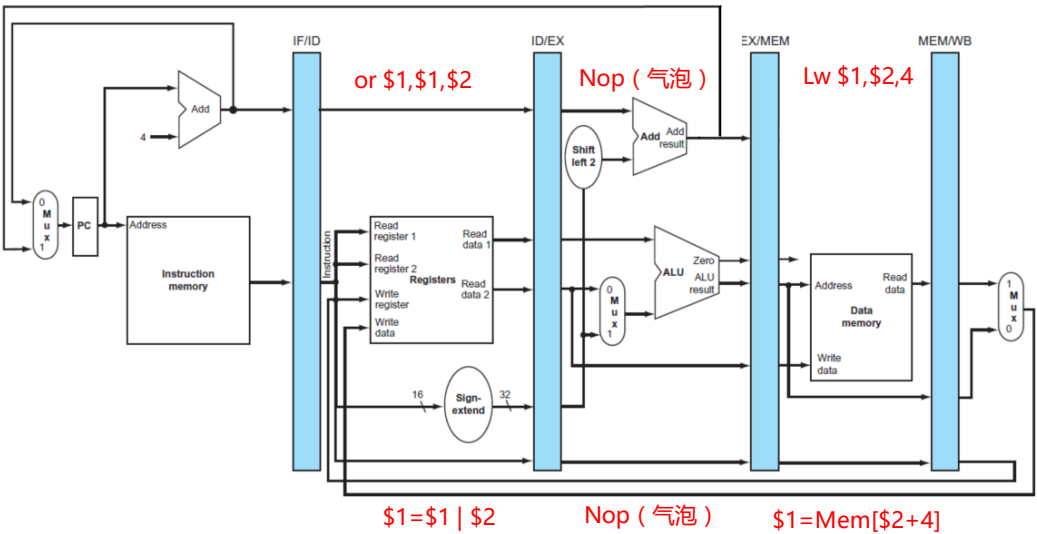 IF/ID
ID/EX
EX/MEM
MEM/WB
or $1,$1,$2
Nop（气泡）
Lw $1,$2,4
Add
4
Shift
left 2
Add
Add
result
0
M
u
x
1
PC
Address
Instruction
memory
Instruction
Read
register 1
Read
register 2
Write
register
Write
data
Registers
Read
data 1
Read
data 2
0
M
u
x
1
ALU
Zero
ALU
result
Address
Data
memory
Read
data
Write
data
1
M
u
x
0
16
Sign-
extend
32
$1=$1 | $2
Nop（气泡）
$1=Mem[$2+4]